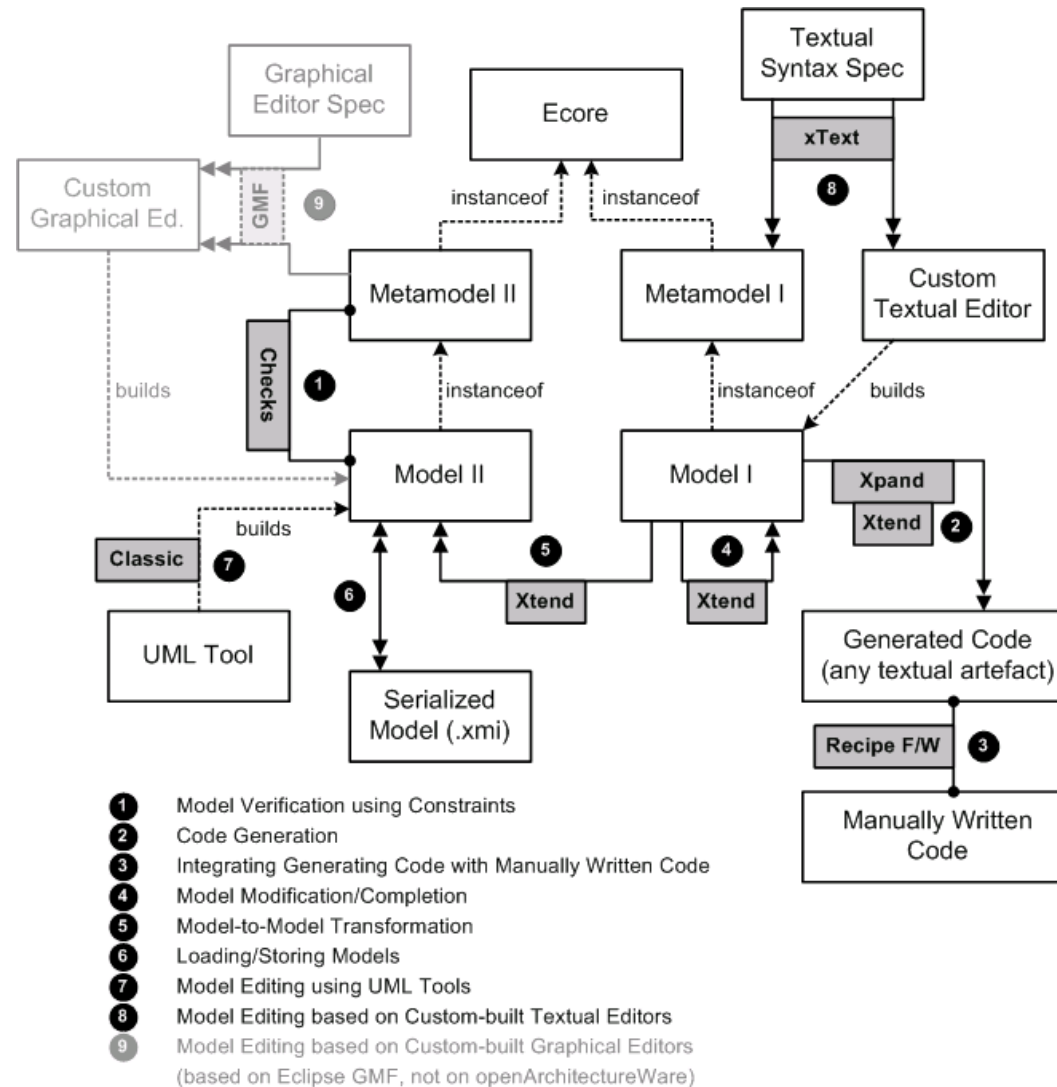 Graphical
Editor Spec
Ecore
Textual
Syntax Spec
xText
8
Custom
Graphical Ed.
GMF
9
instanceof
instanceof
Metamodel II
Metamodel I
Custom
Textual Editor
builds
Checks
1
instanceof
instanceof
builds
Model II
Model I
Xpand
Xtend
2
builds
Classic
7
6
5
Xtend
4
Xtend
UML Tool
Serialized
Model (.xmi)
Generated Code
(any textual artefact)
Recipe F/W
3
Manually Written
Code
1 Model Verification using Constraints
2 Code Generation
3 Integrating Generating Code with Manually Written Code
4 Model Modification/Completion
5 Model-to-Model Transformation
6 Loading/Storing Models
7 Model Editing using UML Tools
8 Model Editing based on Custom-built Textual Editors
9 Model Editing based on Custom-built Graphical Editors
(based on Eclipse GMF, not on openArchitectureWare)